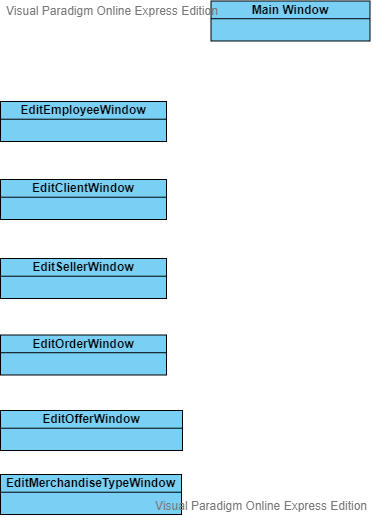 Visual Paradigm Online Express Edition
Main Window
EditEmployeeWindow
EditClientWindow
EditSellerWindow
EditOrderWindow
EditOfferWindow
EditMerchandiseTypeWindow
Visual Paradigm Online Express Edition